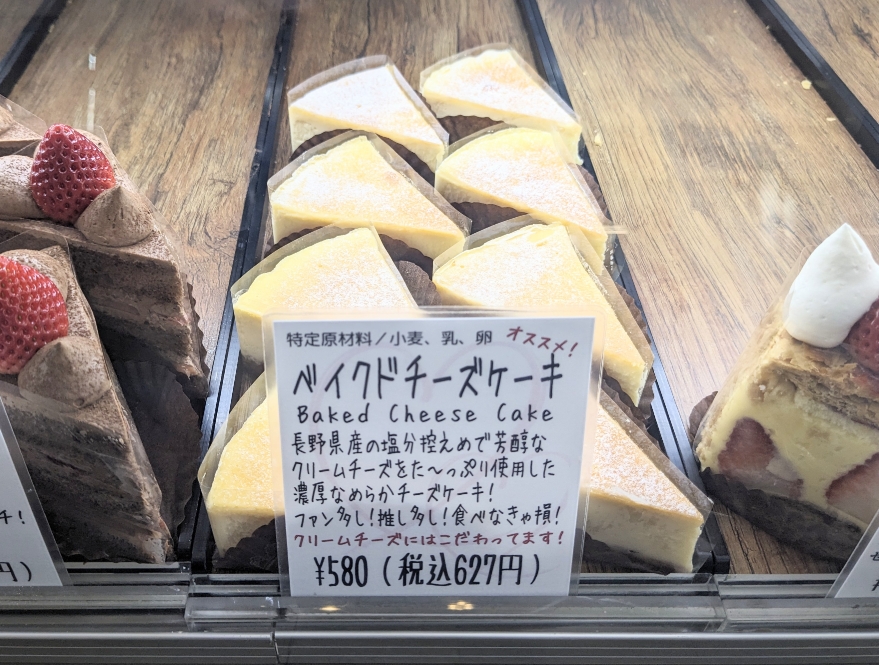 特定原材料/小麦、乳、卵
オススメ!
ベイクドチーズケーキ
Baked Cheese Cake
長野県産の塩分控えめで芳醇な
クリームチーズをた〜っぷり使用した
濃厚なめらかチーズケーキ!
ファン多し!推し多し!食べなきゃ損!
クリームチーズにはこだわってます!
¥580(税込627円)
チ!
円)